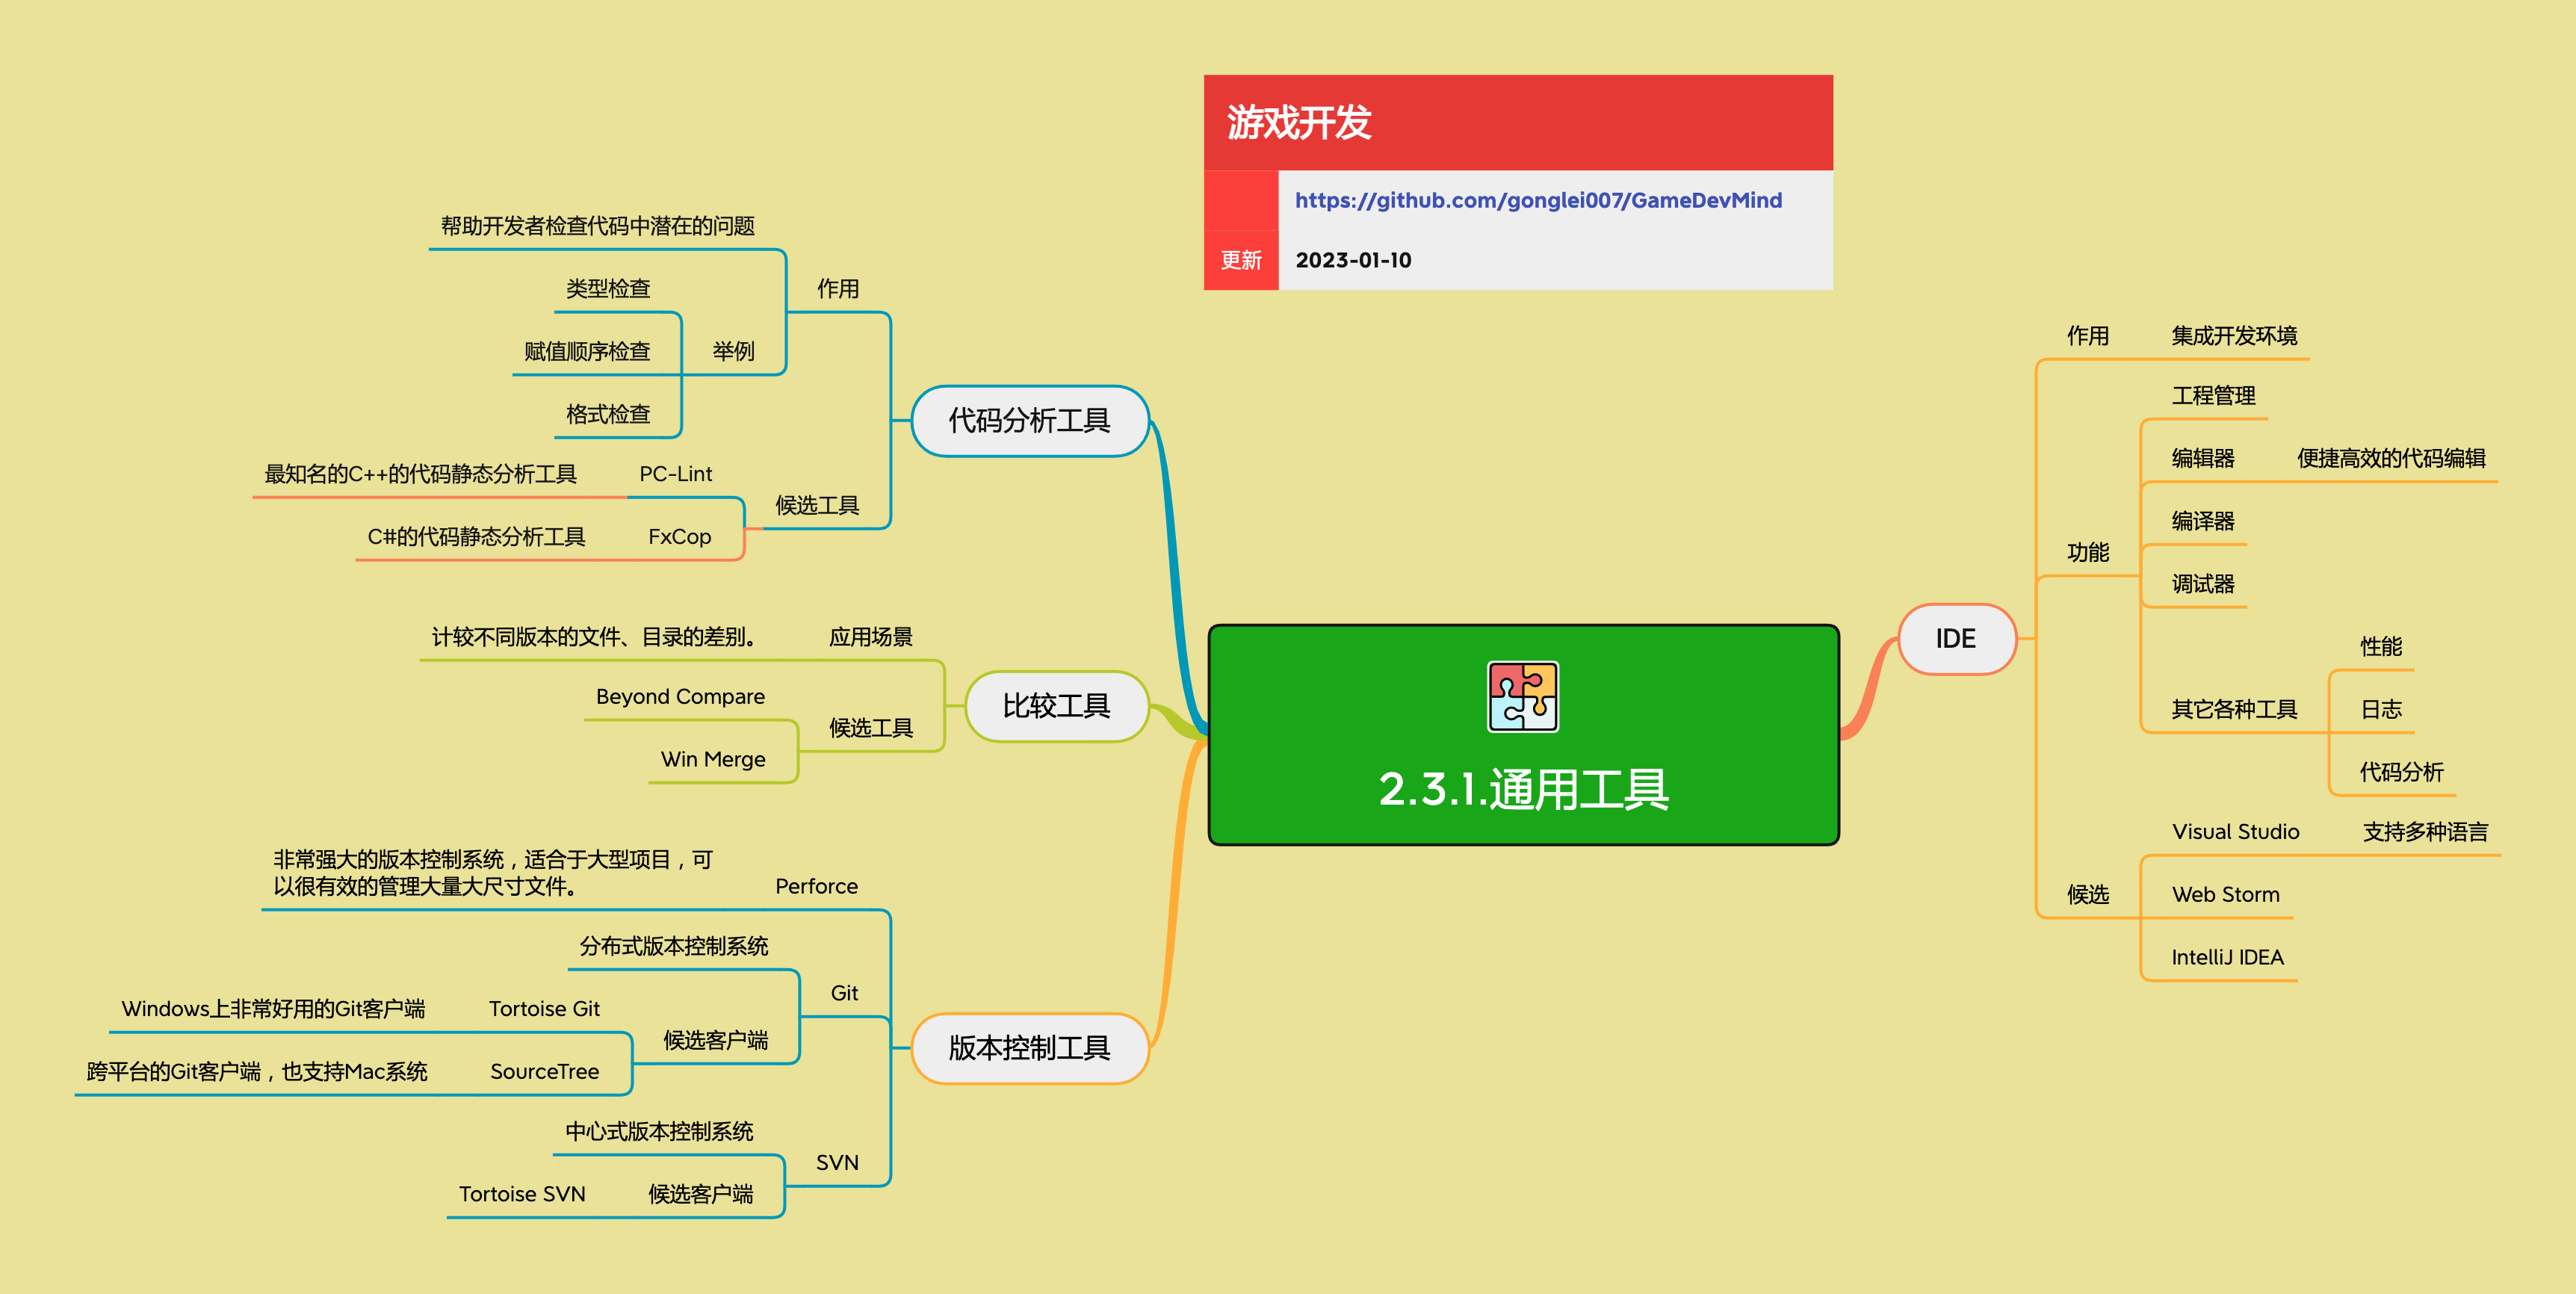 游戏开发
https://github.com/gonglei007/GameDevMind
更新
2023-01-10
2.3.1.通用工具
IDE
作用
集成开发环境
功能
工程管理
编辑器
便捷高效的代码编辑
编译器
调试器
其它各种工具
性能
日志
代码分析
候选
Visual Studio
支持多种语言
Web Storm
IntelliJ IDEA
代码分析工具
作用
帮助开发者检查代码中潜在的问题
举例
类型检查
赋值顺序检查
格式检查
候选工具
PC-Lint
最知名的C++的代码静态分析工具
FxCop
C#的代码静态分析工具
比较工具
应用场景
计较不同版本的文件、目录的差别。
候选工具
Beyond Compare
Win Merge
版本控制工具
Perforce
非常强大的版本控制系统，适合于大型项目，可
以很有效的管理大量大尺寸文件。
Git
分布式版本控制系统
候选客户端
Tortoise Git
Windows上非常好用的Git客户端
SourceTree
跨平台的Git客户端，也支持Mac系统
SVN
中心式版本控制系统
候选客户端
Tortoise SVN